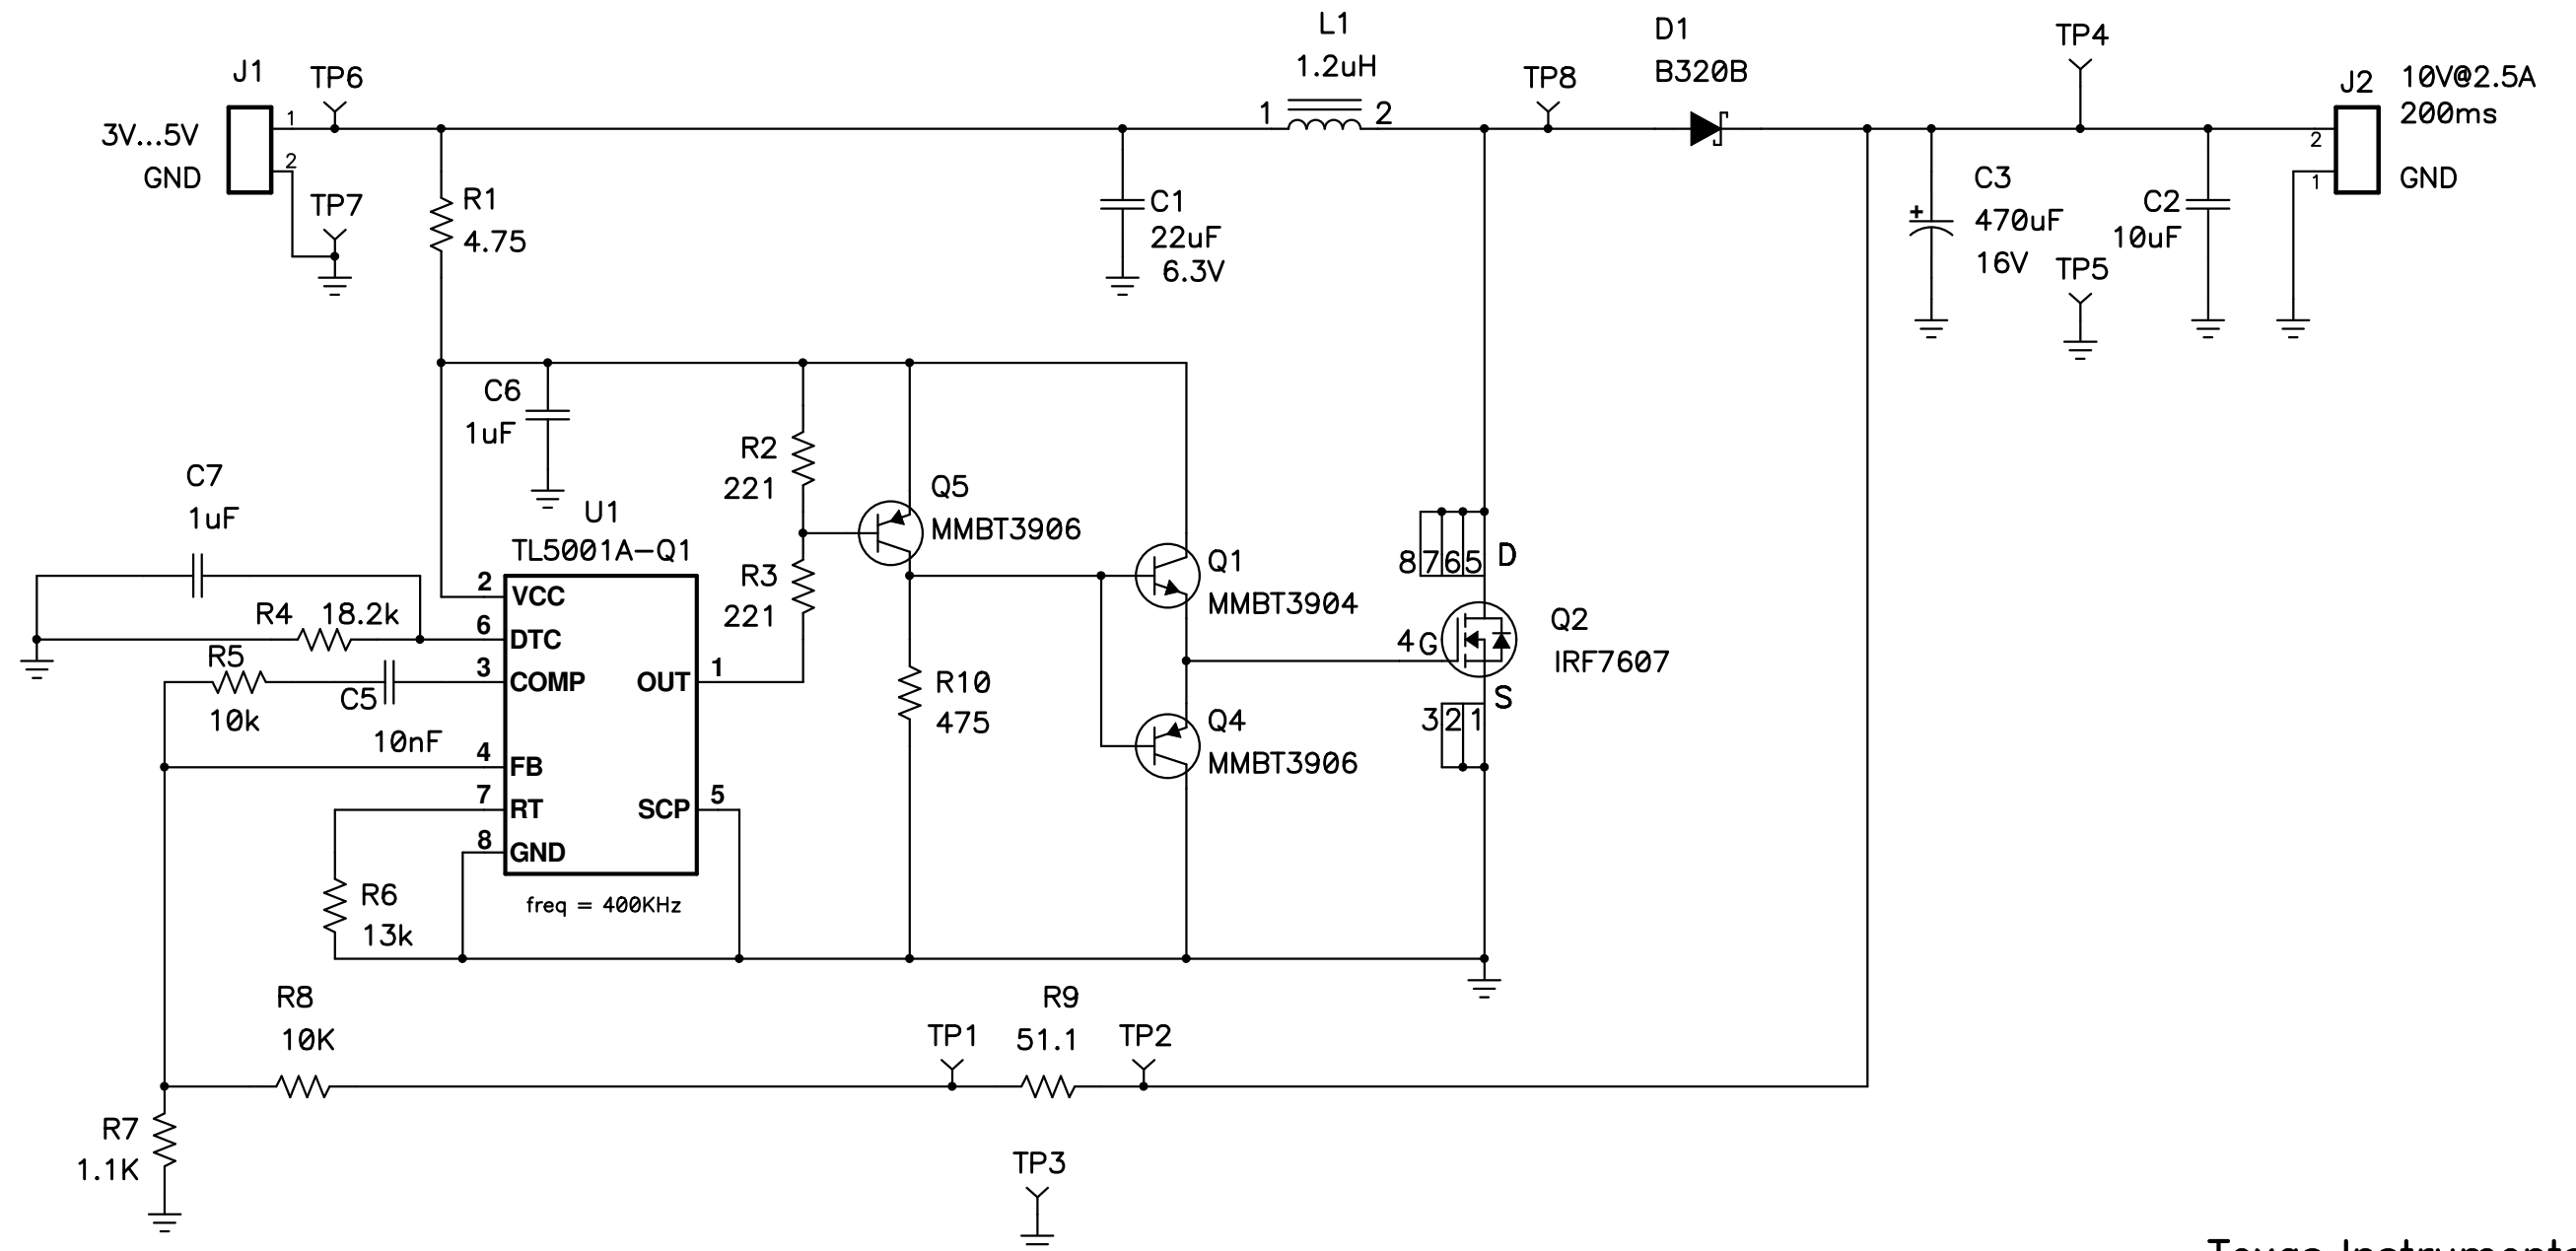 L1
1.2uH
1
2
D1
B320B
TP8
TP4
J2
10V@2.5A
200ms
2
1
GND
J1
TP6
3V...5V
GND
1
2
TP7
R1
4.75
C1
22uF
6.3V
C3
470uF
16V
+
TP5
C2
10uF
C6
1uF
C7
1uF
R2
221
R3
221
Q5
MMBT3906
U1
TL5001A-Q1
2
VCC
6
DTC
3
COMP
4
FB
7
RT
8
GND
OUT
1
SCP
5
freq = 400KHz
R4
18.2k
R5
10k
C5
10nF
R6
13k
R10
475
Q1
MMBT3904
Q4
MMBT3906
8765
D
4
G
Q2
IRF7607
S
321
R8
10K
TP1
R9
51.1
TP2
R7
1.1K
TP3